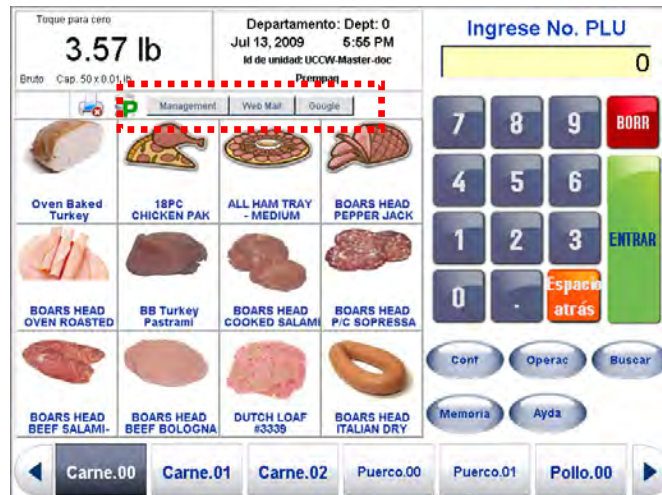 Toque para cero
3.57 lb
Bruto Cap. 50 x 0.01 lb
Departamento: Dept: 0
Jul 13, 2009 5:55 PM
Id de unidad: UCCW-Master-doc
Prempaq
Ingrese No. PLU
0
P
Management
Web Mail
Google
Oven Baked
Turkey
18PC
CHICKEN PAK
ALL HAM TRAY
- MEDIUM
BOARS HEAD
PEPPER JACK
BOARS HEAD
OVEN ROASTED
BB Turkey
Pastrami
BOARS HEAD
COOKED SALAMI
BOARS HEAD
P/C SOPRESSA
BOARS HEAD
BEEF SALAMI-
BOARS HEAD
BEEF BOLOGNA
DUTCH LOAF
#3339
BOARS HEAD
ITALIAN DRY
7 8 9 BORR
4 5 6
1 2 3 ENTRAR
0 . Espacio
atrás
Conf Operac Buscar
Memoria Ayda
Carne.00 Carne.01 Carne.02 Puerco.00 Puerco.01 Pollo.00